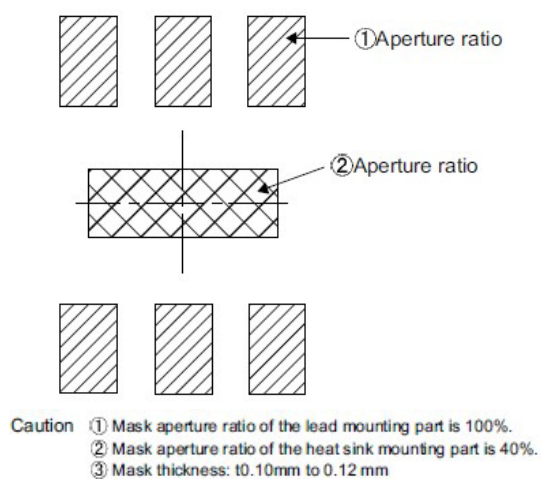 ①Aperture ratio
②Aperture ratio
Caution ① Mask aperture ratio of the lead mounting part is 100%.
② Mask aperture ratio of the heat sink mounting part is 40%.
③ Mask thickness: t0.10mm to 0.12 mm